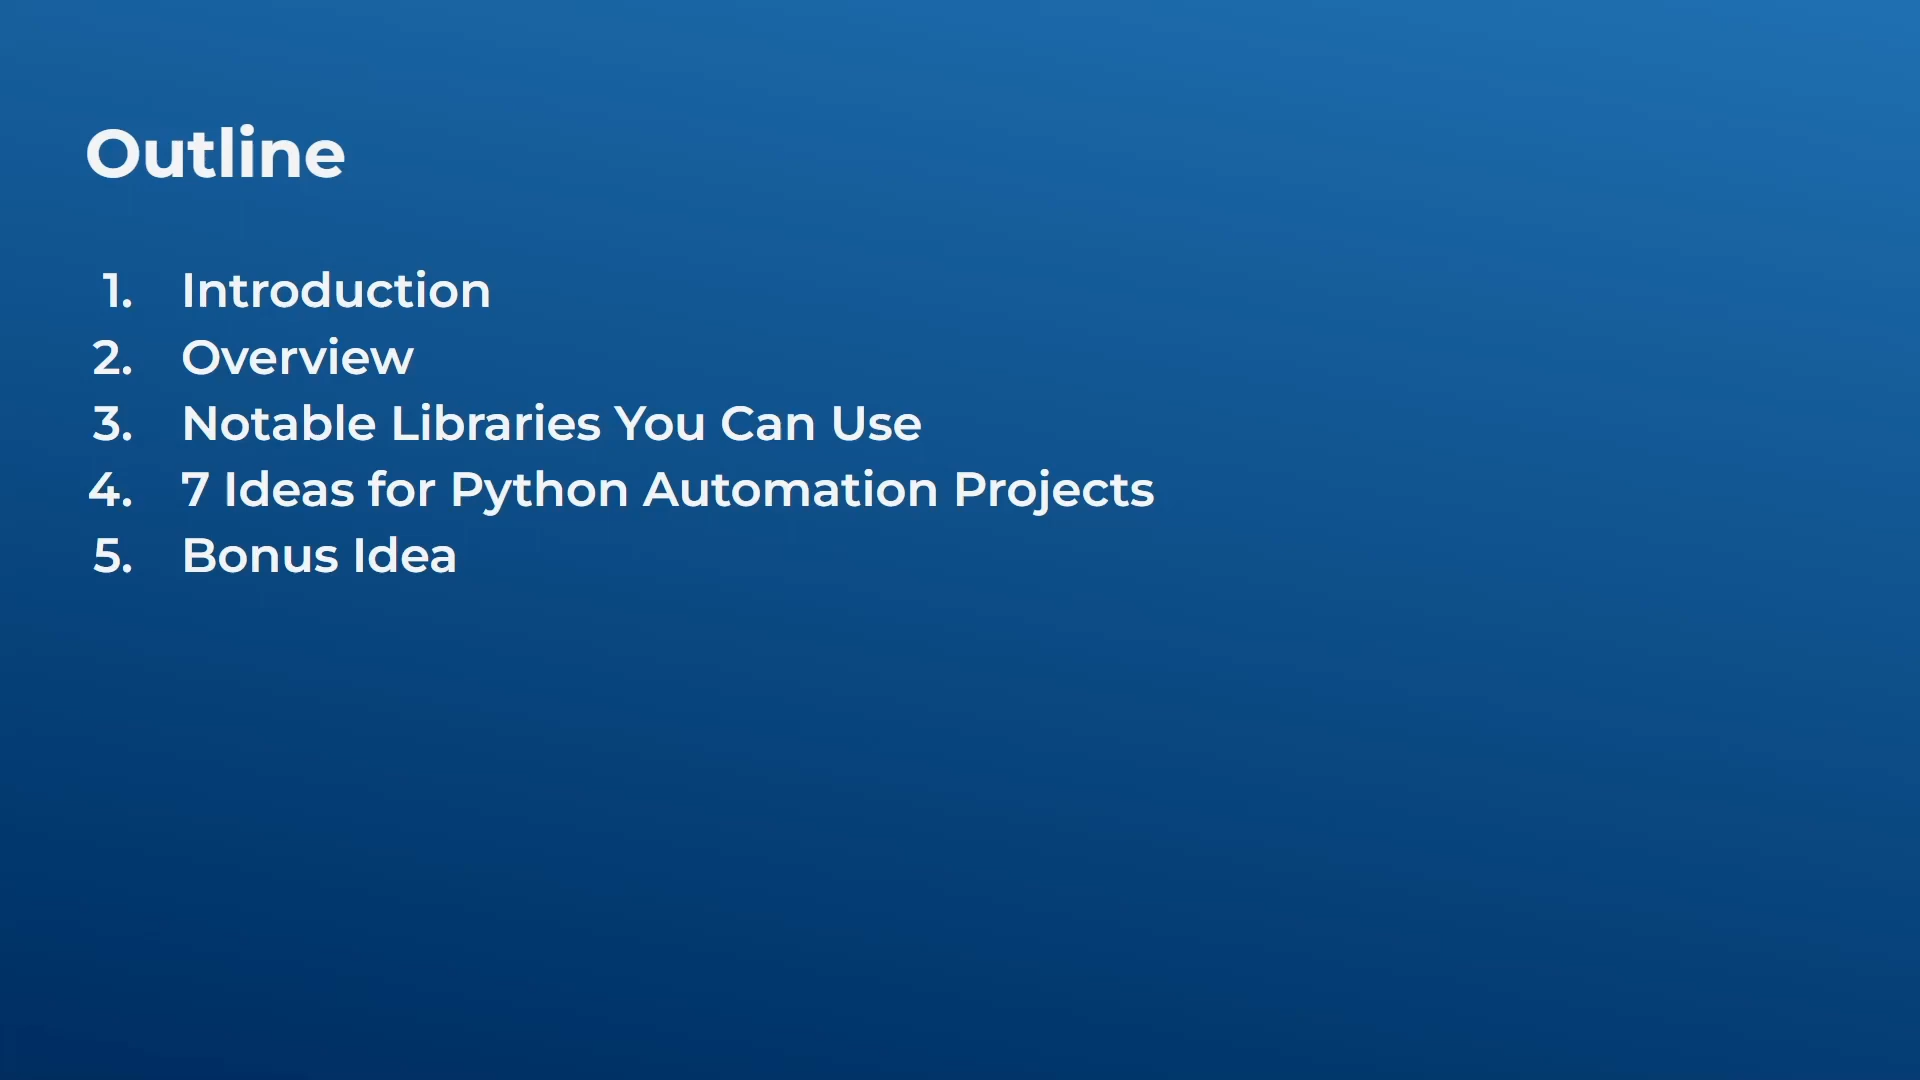 Outline
1. Introduction
2. Overview
3. Notable Libraries You Can Use
4. 7 Ideas for Python Automation Projects
5. Bonus Idea